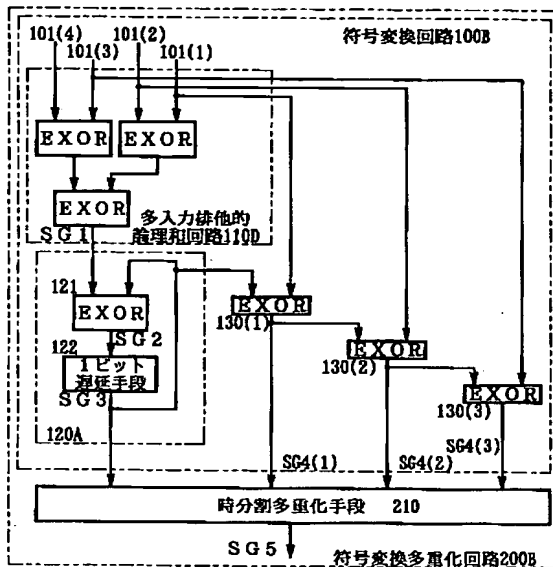 符号変換回路100B
101(4) 101(2)
101(3) 101(1)
EXOR EXOR
EXOR
SG1
多入力排他的
論理和回路110D
121
EXOR
SG2
122
1ビット
遅延手段
SG3
120A
EXOR
130(1)
EXOR
130(2)
EXOR
130(3)
SG4(1) SG4(2) SG4(3)
時分割多重化手段 210
SG5
符号変換多重化回路200B